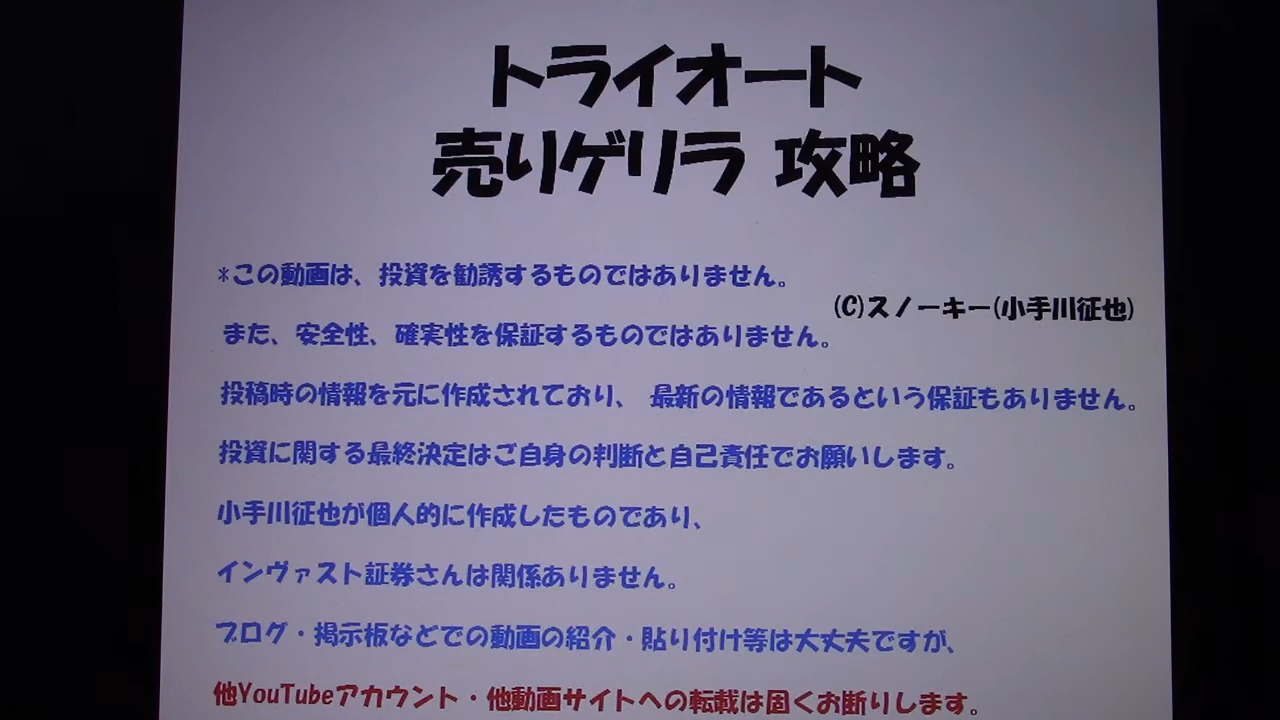 トライオート
売りゲリラ 攻略
*この動画は、投資を勧誘するものではありません。
(C)スノーキー(小手川征也)
また、安全性、確実性を保証するものではありません。
投稿時の情報を元に作成されており、 最新の情報であるという保証もありません。
投資に関する最終決定はご自身の判断と自己責任でお願いします。
小手川征也が個人的に作成したものであり、
インヴァスト証券さんは関係ありません。
ブログ・掲示板などでの動画の紹介・貼り付け等は大丈夫ですが、
他YouTubeアカウント・他動画サイトへの転載は固くお断りします。